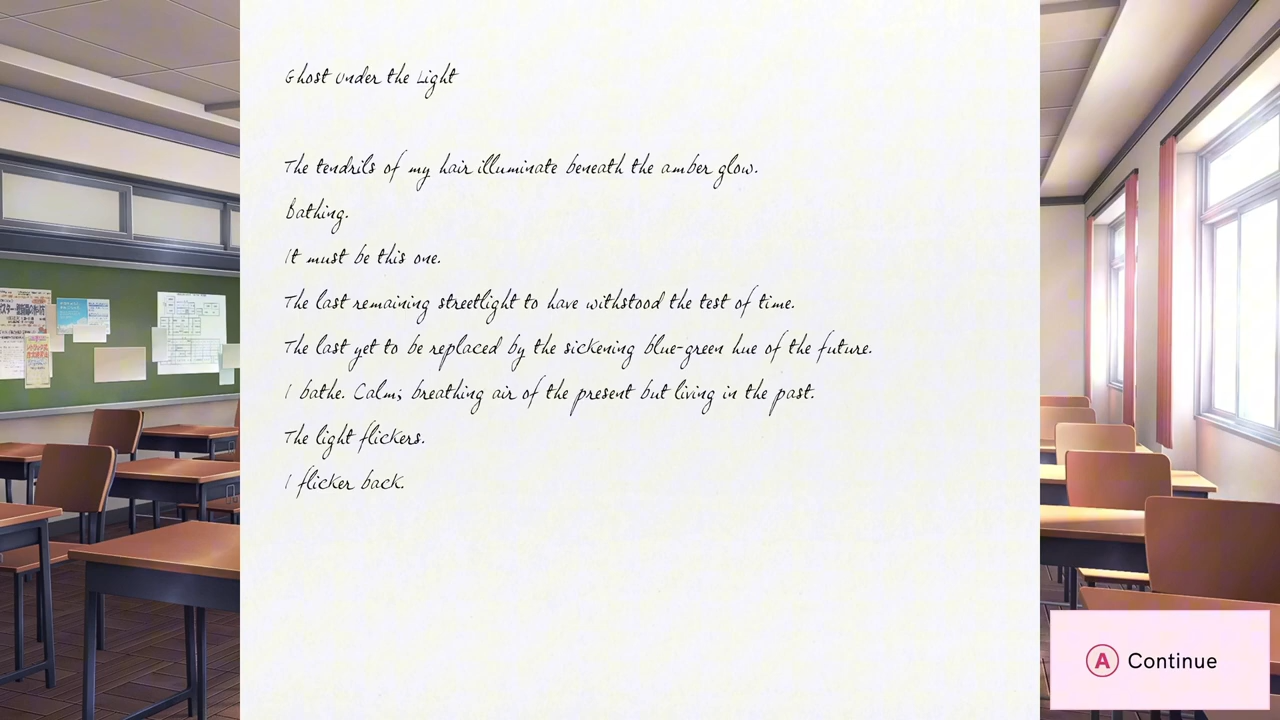 Ghost Under the Light
The tendrils of my hair illuminate beneath the amber glow.
Bathing.
It must be this one.
The last remaining streetlight to have withstood the test of time.
The last yet to be replaced by the sickening blue-green hue of the future.
I bathe. Calm; breathing air of the present but living in the past.
The light flickers.
I flicker back.
A Continue